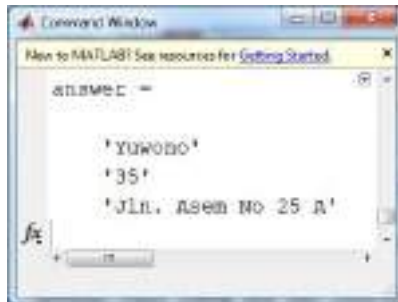 Command Window
New to MATLAB? See resources for Getting Started.
answer =
'Yuwono'
'35'
'Jln. Asem No 25 A'
fx